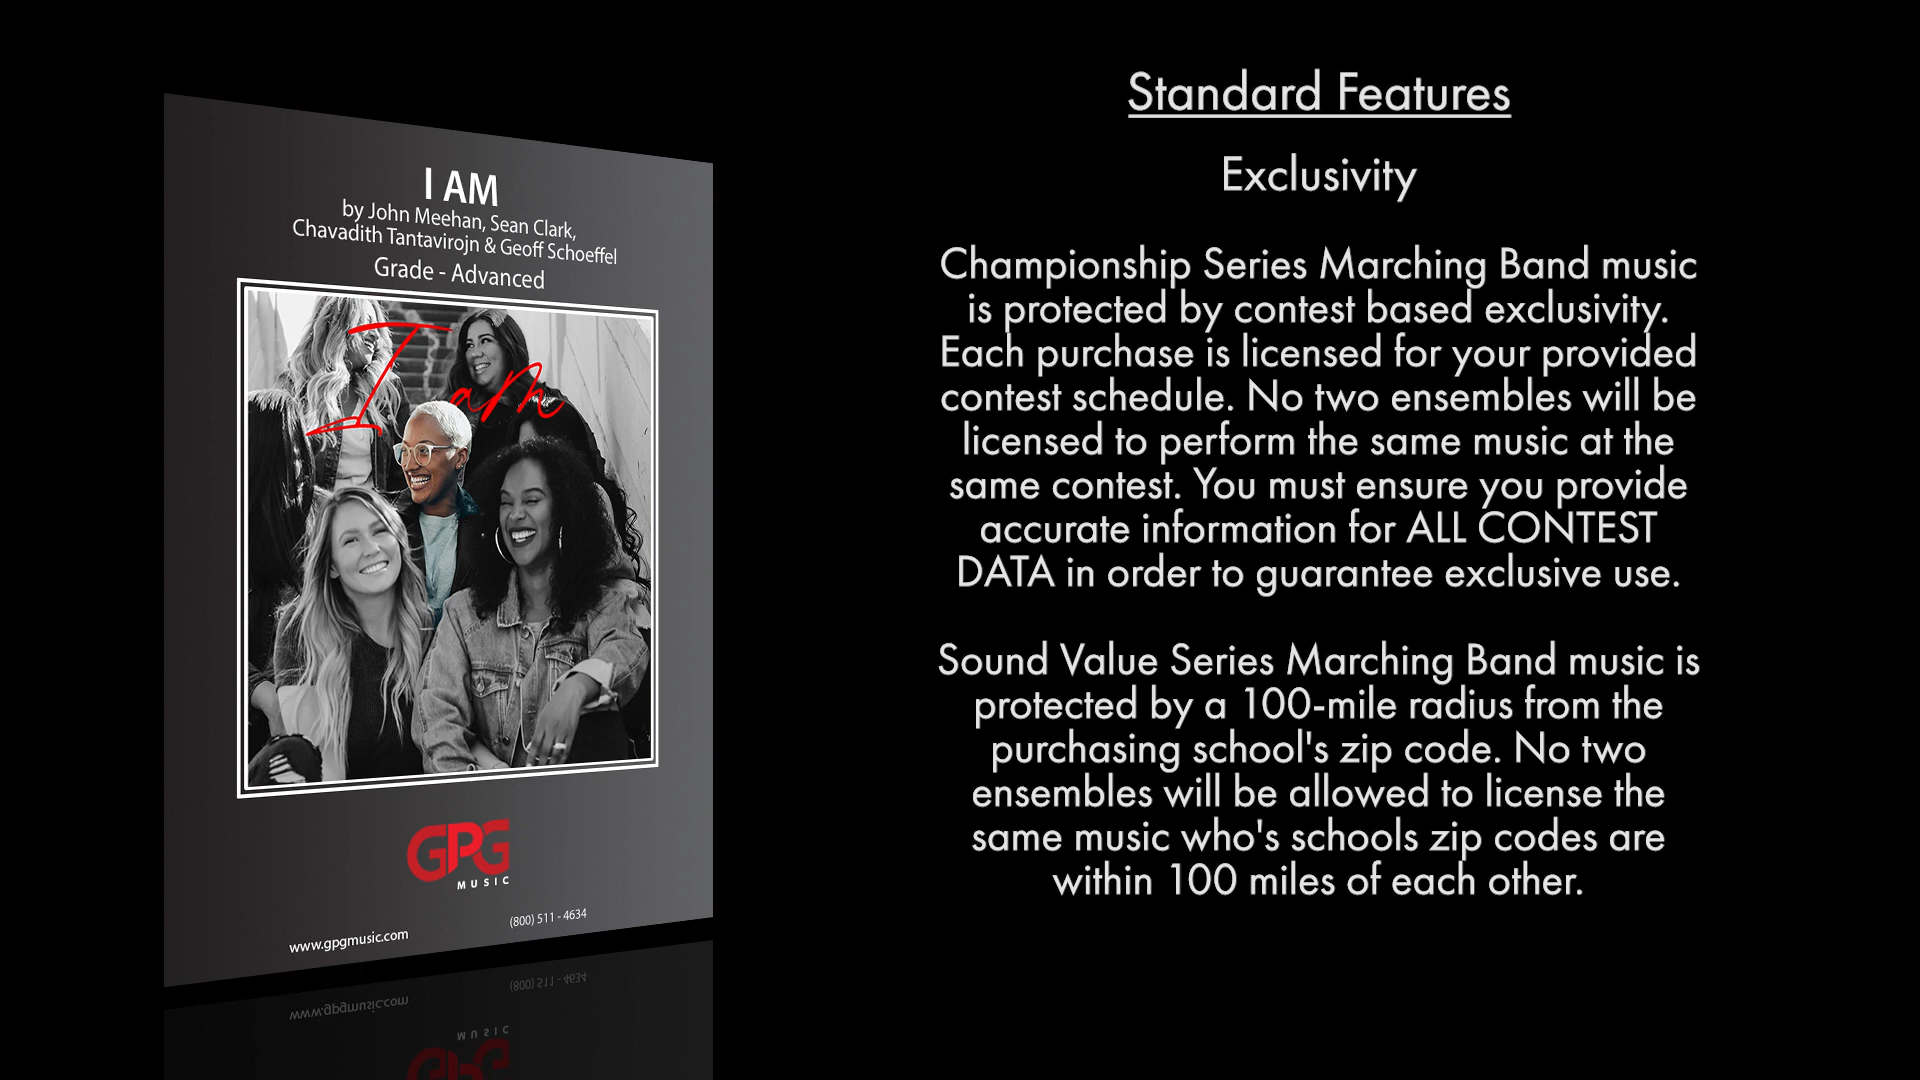 I AM
by John Meehan, Sean Clark,
Chavadith Tantavirojn & Geoff Schoeffel
Grade - Advanced
I am
GPG
MUSIC
(800) 511 - 4634
www.gpgmusic.com
Standard Features
Exclusivity
Championship Series Marching Band music
is protected by contest based exclusivity.
Each purchase is licensed for your provided
contest schedule. No two ensembles will be
licensed to perform the same music at the
same contest. You must ensure you provide
accurate information for ALL CONTEST
DATA in order to guarantee exclusive use.
Sound Value Series Marching Band music is
protected by a 100-mile radius from the
purchasing school's zip code. No two
ensembles will be allowed to license the
same music who's schools zip codes are
within 100 miles of each other.